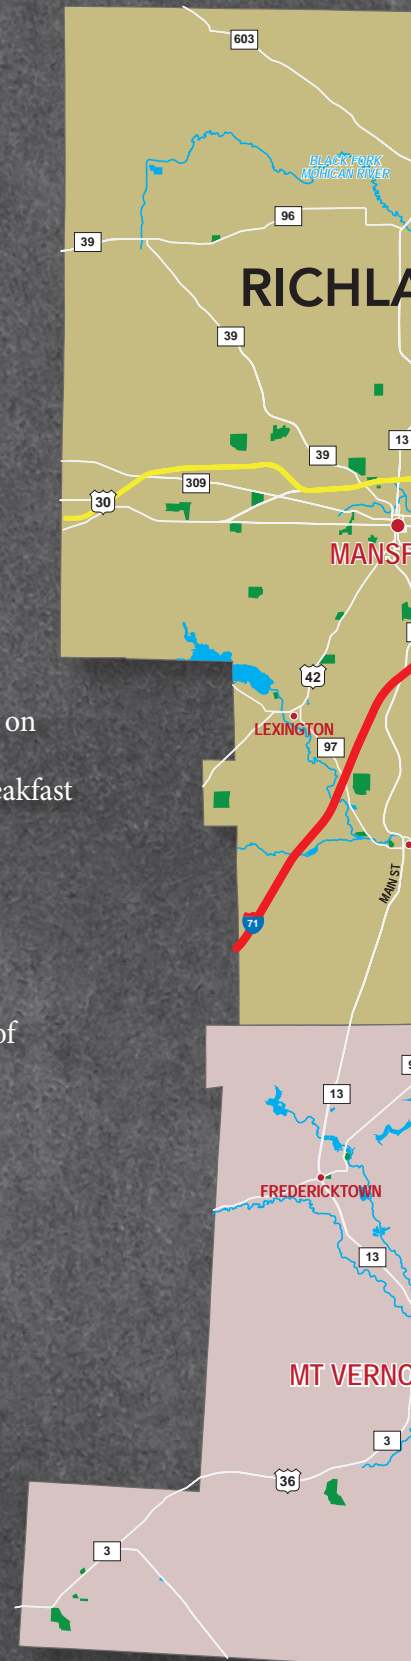 603
BLACK FORK
MOHICAN RIVER
96
39
RICHLA
39
13
39
309
30
MANSF
42
on
LEXINGTON
97
eakfast
MAIN ST
71
of
13
FREDERICKTOWN
13
MT VERNO
3
36
3